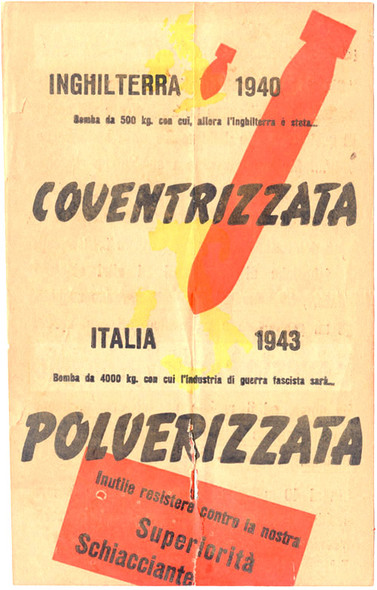 INGHILTERRA 1940
Bomba da 500 kg. con cui, allora l'Inghilterra è stata...
COVENTRIZZATA
ITALIA 1943
Bomba da 4000 kg. con cui l'industria di guerra fascista sarà...
POLVERIZZATA
Inutile resistere contro la nostra
Superiorità
Schiacciante